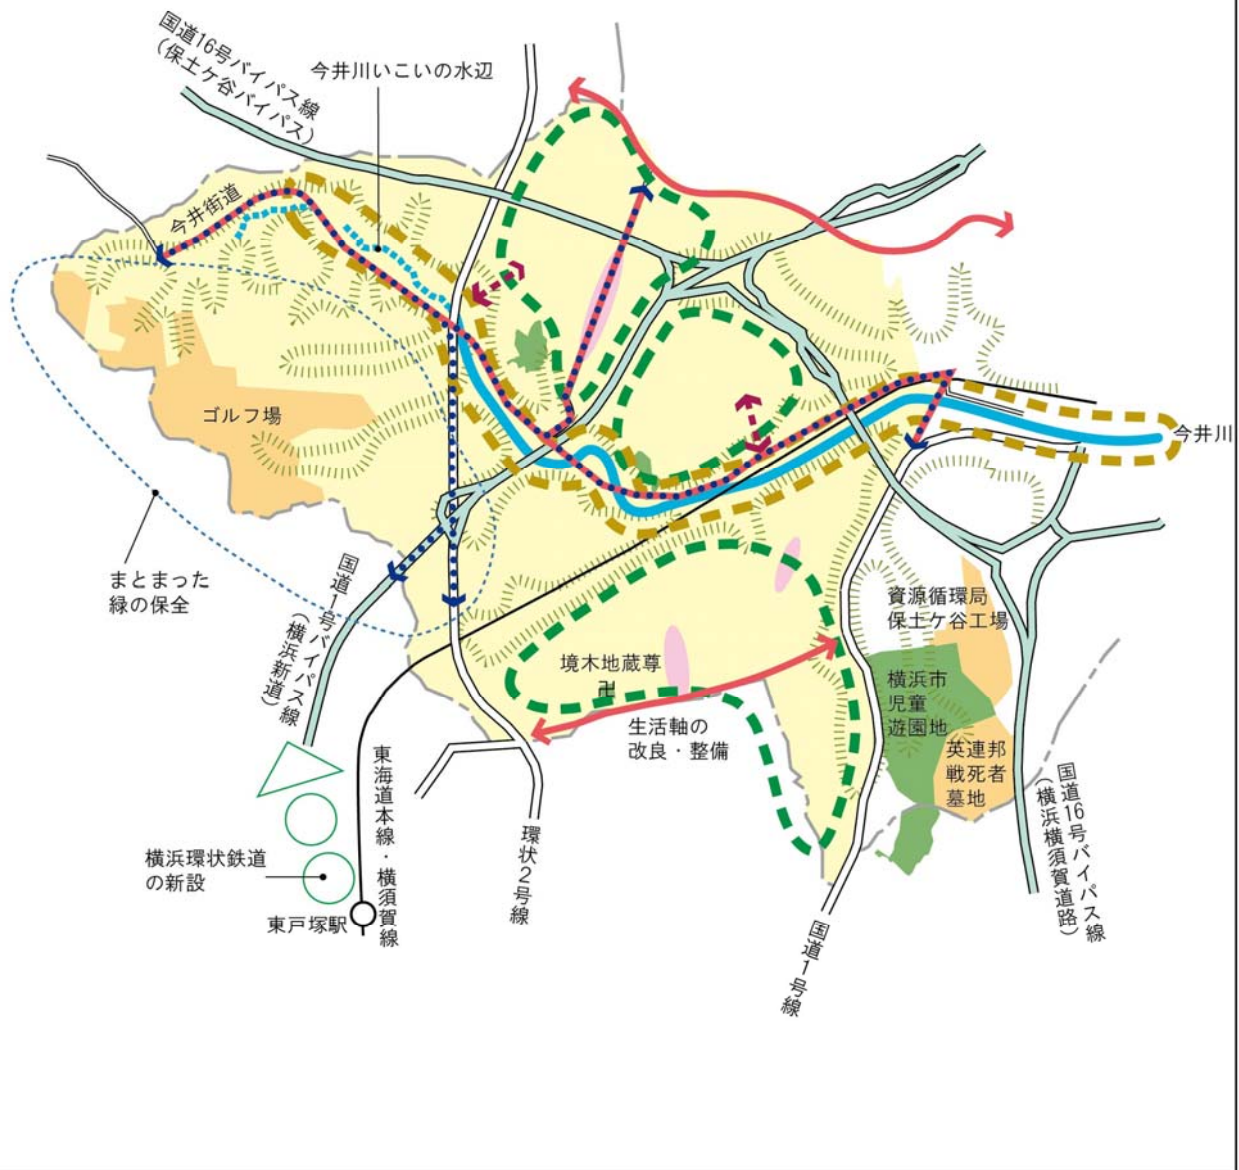 国道16号バイパス線
（保土ケ谷バイパス）
今井川いこいの水辺
今井街道
ゴルフ場
今井川
まとまった
緑の保全
国道1号バイパス線
（横浜新道）
資源循環局
保土ケ谷工場
境木地蔵尊
卍
横浜市
児童
遊園地
生活軸の
改良・整備
英連邦
戦死者
墓地
東海道本線・横須賀線
国道16号バイパス線
（横浜横須賀道路）
環状2号線
横浜環状鉄道
の新設
東戸塚駅
国道1号線